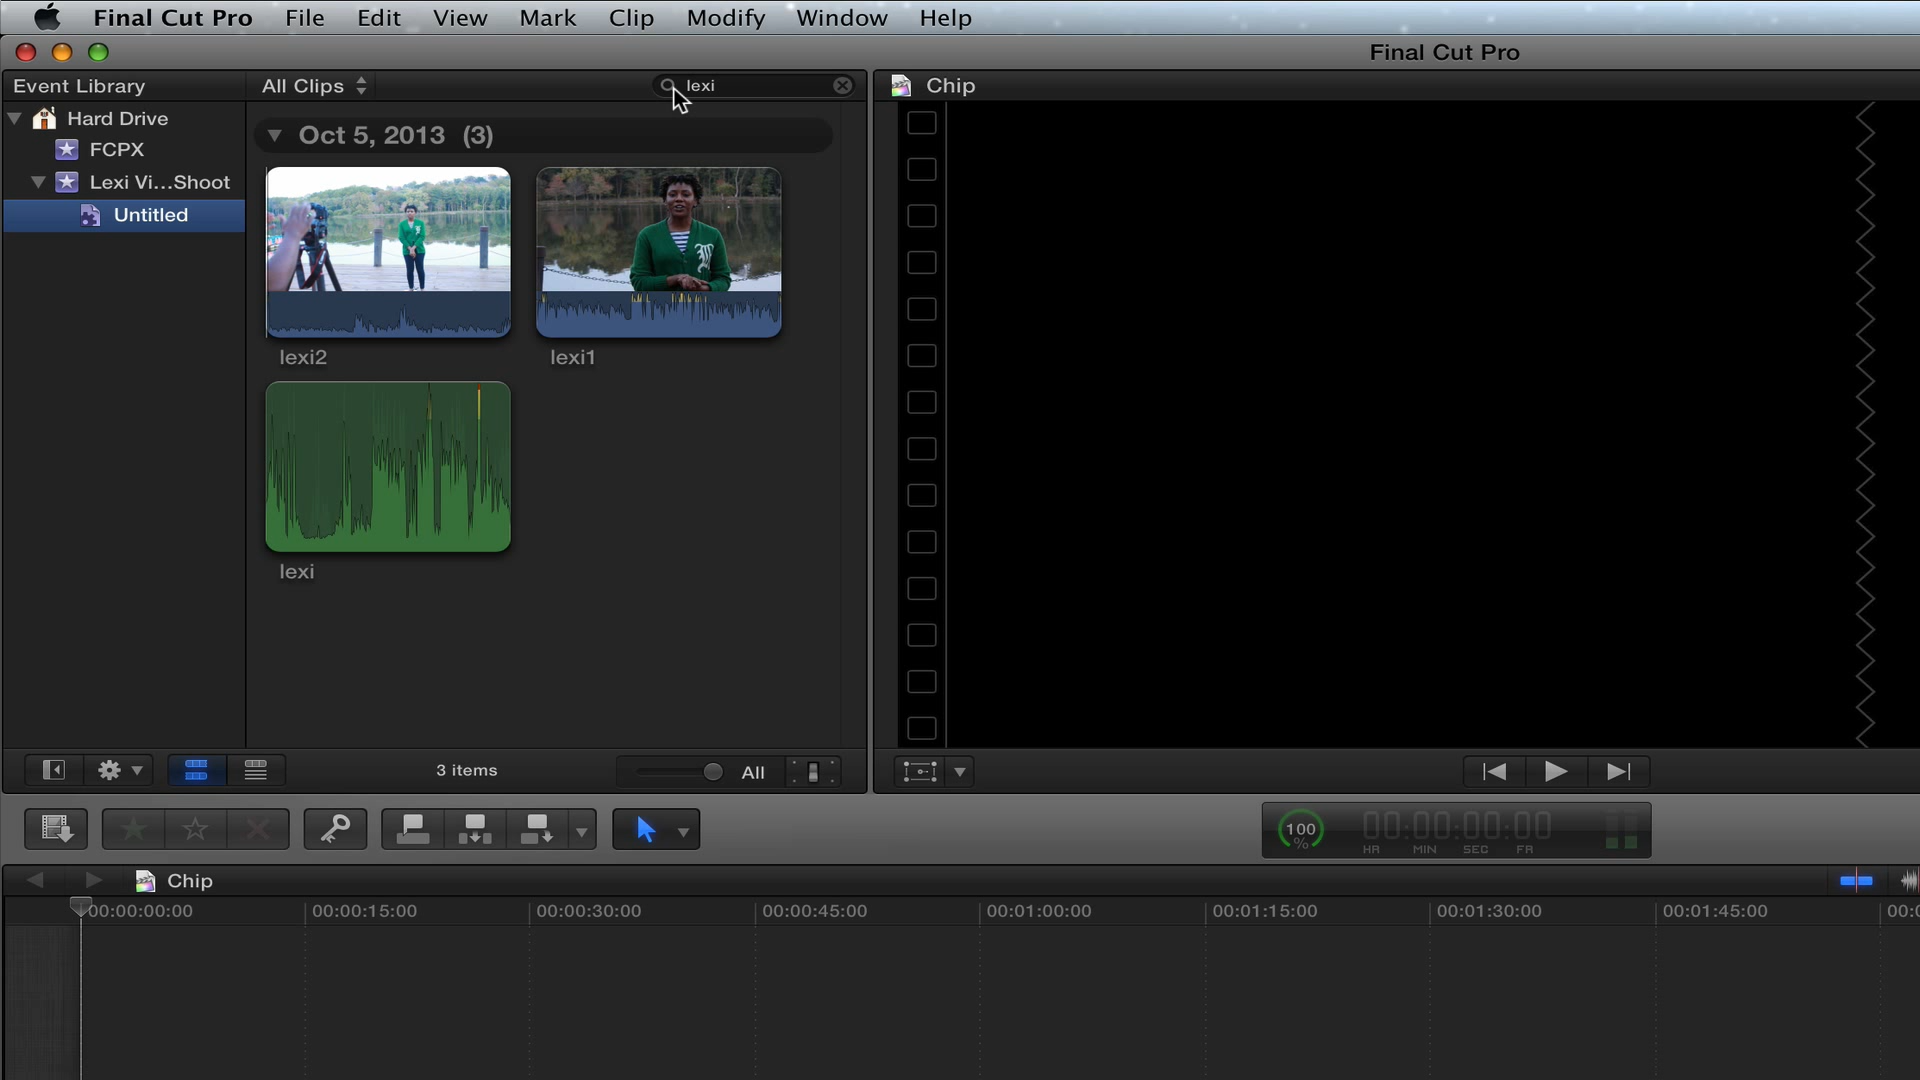 Final Cut Pro File Edit View Mark Clip Modify Window Help
Final Cut Pro
Event Library All Clips lexi Chip
Hard Drive
FCPX
Lexi Vi...Shoot
Untitled
Oct 5, 2013 (3)
lexi2 lexi1
lexi
3 items All
100 % 00:00:00:00
HR MIN SEC FR
Chip
00:00:00:00 00:00:15:00 00:00:30:00 00:00:45:00 00:01:00:00 00:01:15:00 00:01:30:00 00:01:45:00 00:0